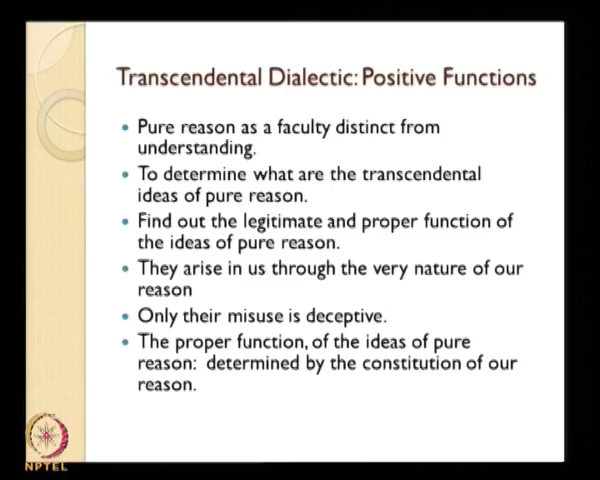 Transcendental Dialectic: Positive Functions
Pure reason as a faculty distinct from
understanding.
To determine what are the transcendental
ideas of pure reason.
Find out the legitimate and proper function of
the ideas of pure reason.
They arise in us through the very nature of our
reason
Only their misuse is deceptive.
The proper function, of the ideas of pure
reason: determined by the constitution of our
reason.
NPTEL